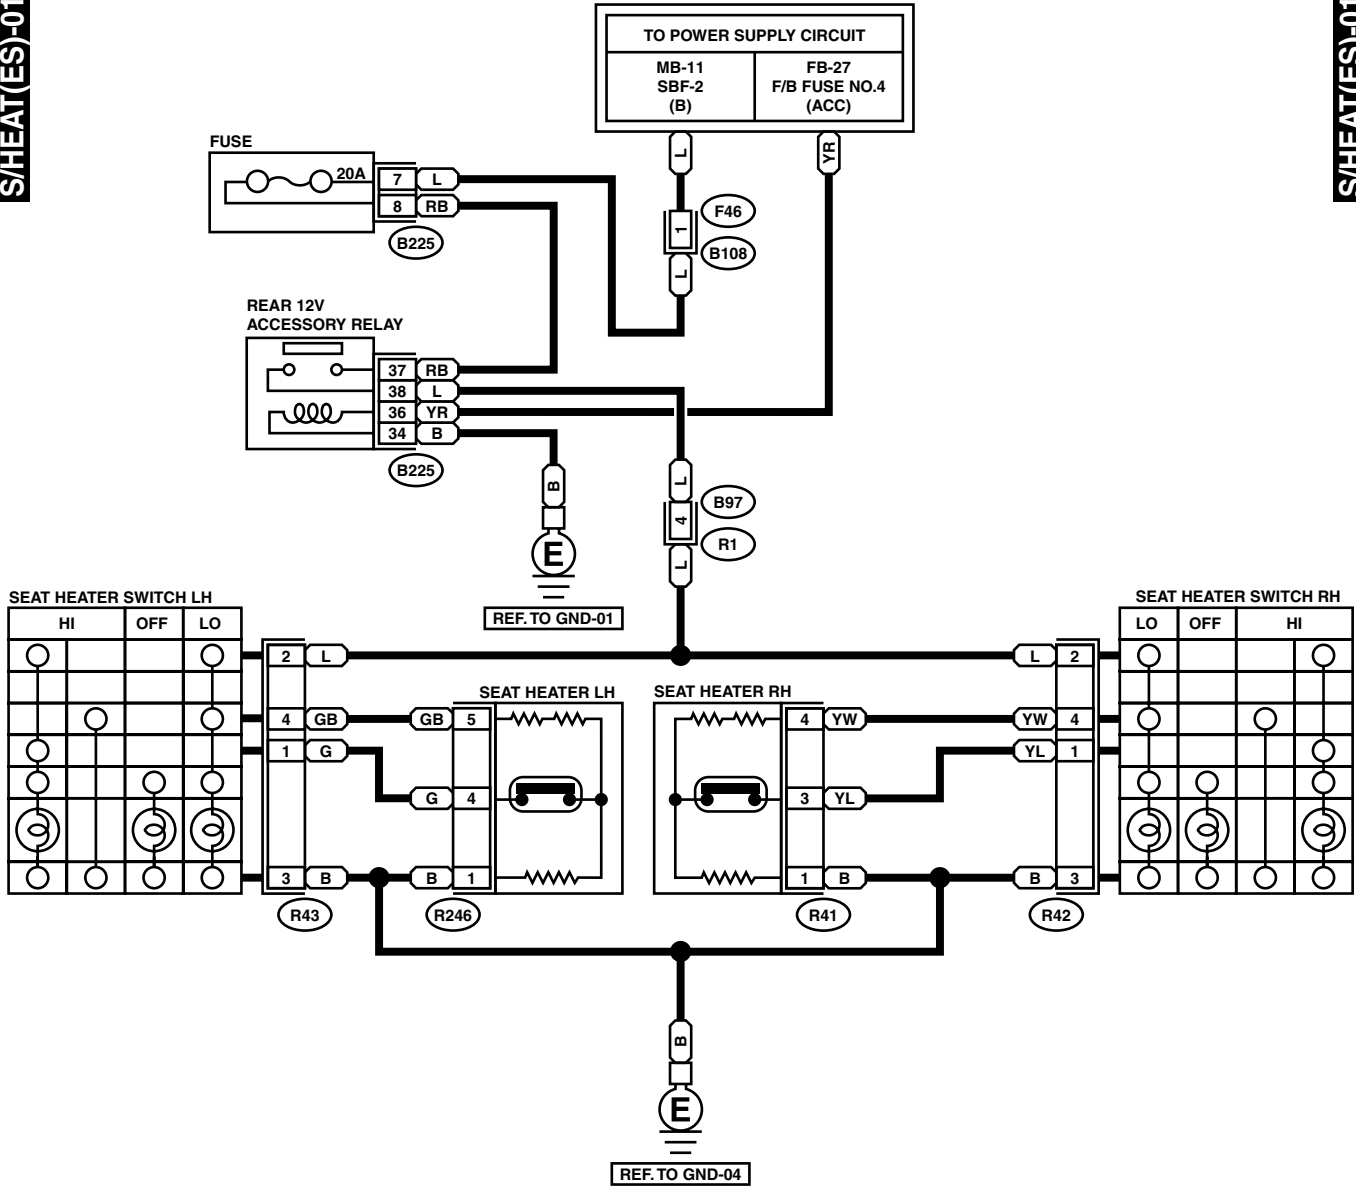 S/HEAT(ES)-01
S/HEAT(ES)-01
TO POWER SUPPLY CIRCUIT
MB-11
SBF-2
(B)
FB-27
F/B FUSE NO.4
(ACC)
L
YR
FUSE
20A
7 L
8 RB
B225
1
F46
B108
L
REAR 12V
ACCESSORY RELAY
37 RB
38 L
36 YR
34 B
B225
B
E
REF. TO GND-01
L
4
B97
R1
L
SEAT HEATER SWITCH LH
HI OFF LO
2 L
4 GB
1 G
3 B
R43
SEAT HEATER LH
GB 5
G 4
B 1
R246
SEAT HEATER RH
4 YW
3 YL
1 B
R41
SEAT HEATER SWITCH RH
LO OFF HI
L 2
YW 4
YL 1
B 3
R42
B
E
REF. TO GND-04